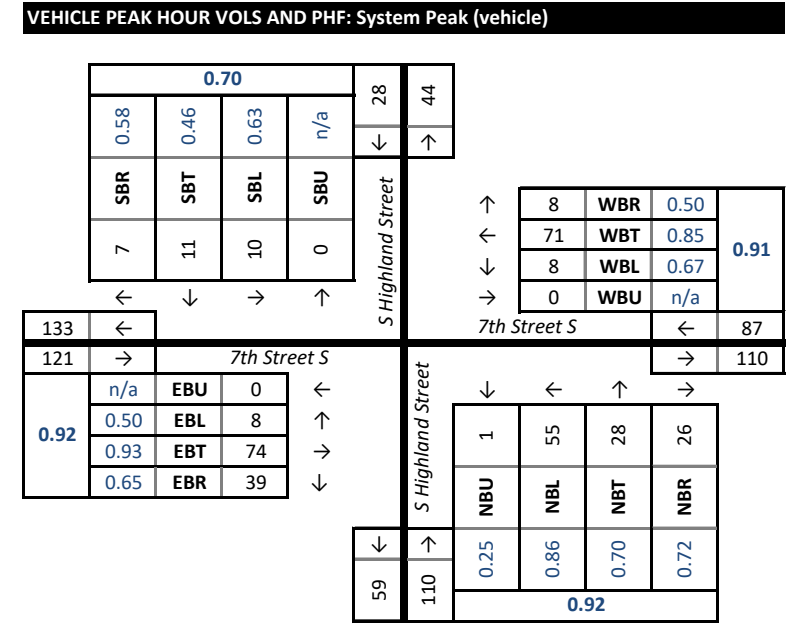 VEHICLE PEAK HOUR VOLS AND PHF: System Peak (vehicle)
0.70
28 44
0.58 0.46 0.63 n/a
↓ ↑
SBR SBT SBL SBU
7 11 10 0
S Highland Street
← ↓ → ↑
↑ 8 WBR 0.50
← 71 WBT 0.85
↓ 8 WBL 0.67
→ 0 WBU n/a
0.91
133 ←
7th Street S
← 87
121 →
7th Street S
→ 110
0.92
n/a EBU 0 ←
0.50 EBL 8 ↑
0.93 EBT 74 →
0.65 EBR 39 ↓
S Highland Street
↓ ← ↑ →
1 55 28 26
NBU NBL NBT NBR
↓ ↑
0.25 0.86 0.70 0.72
59 110
0.92